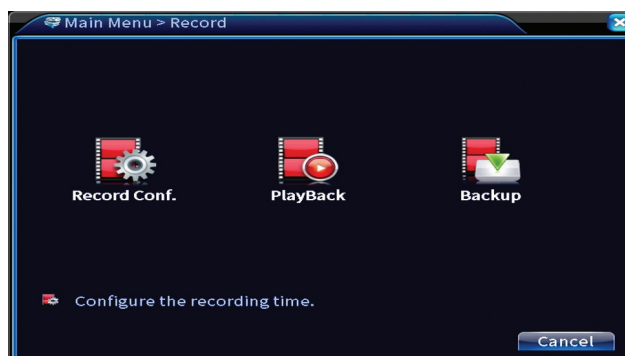 Main Menu > Record
Record Conf. PlayBack Backup
Configure the recording time.
Cancel